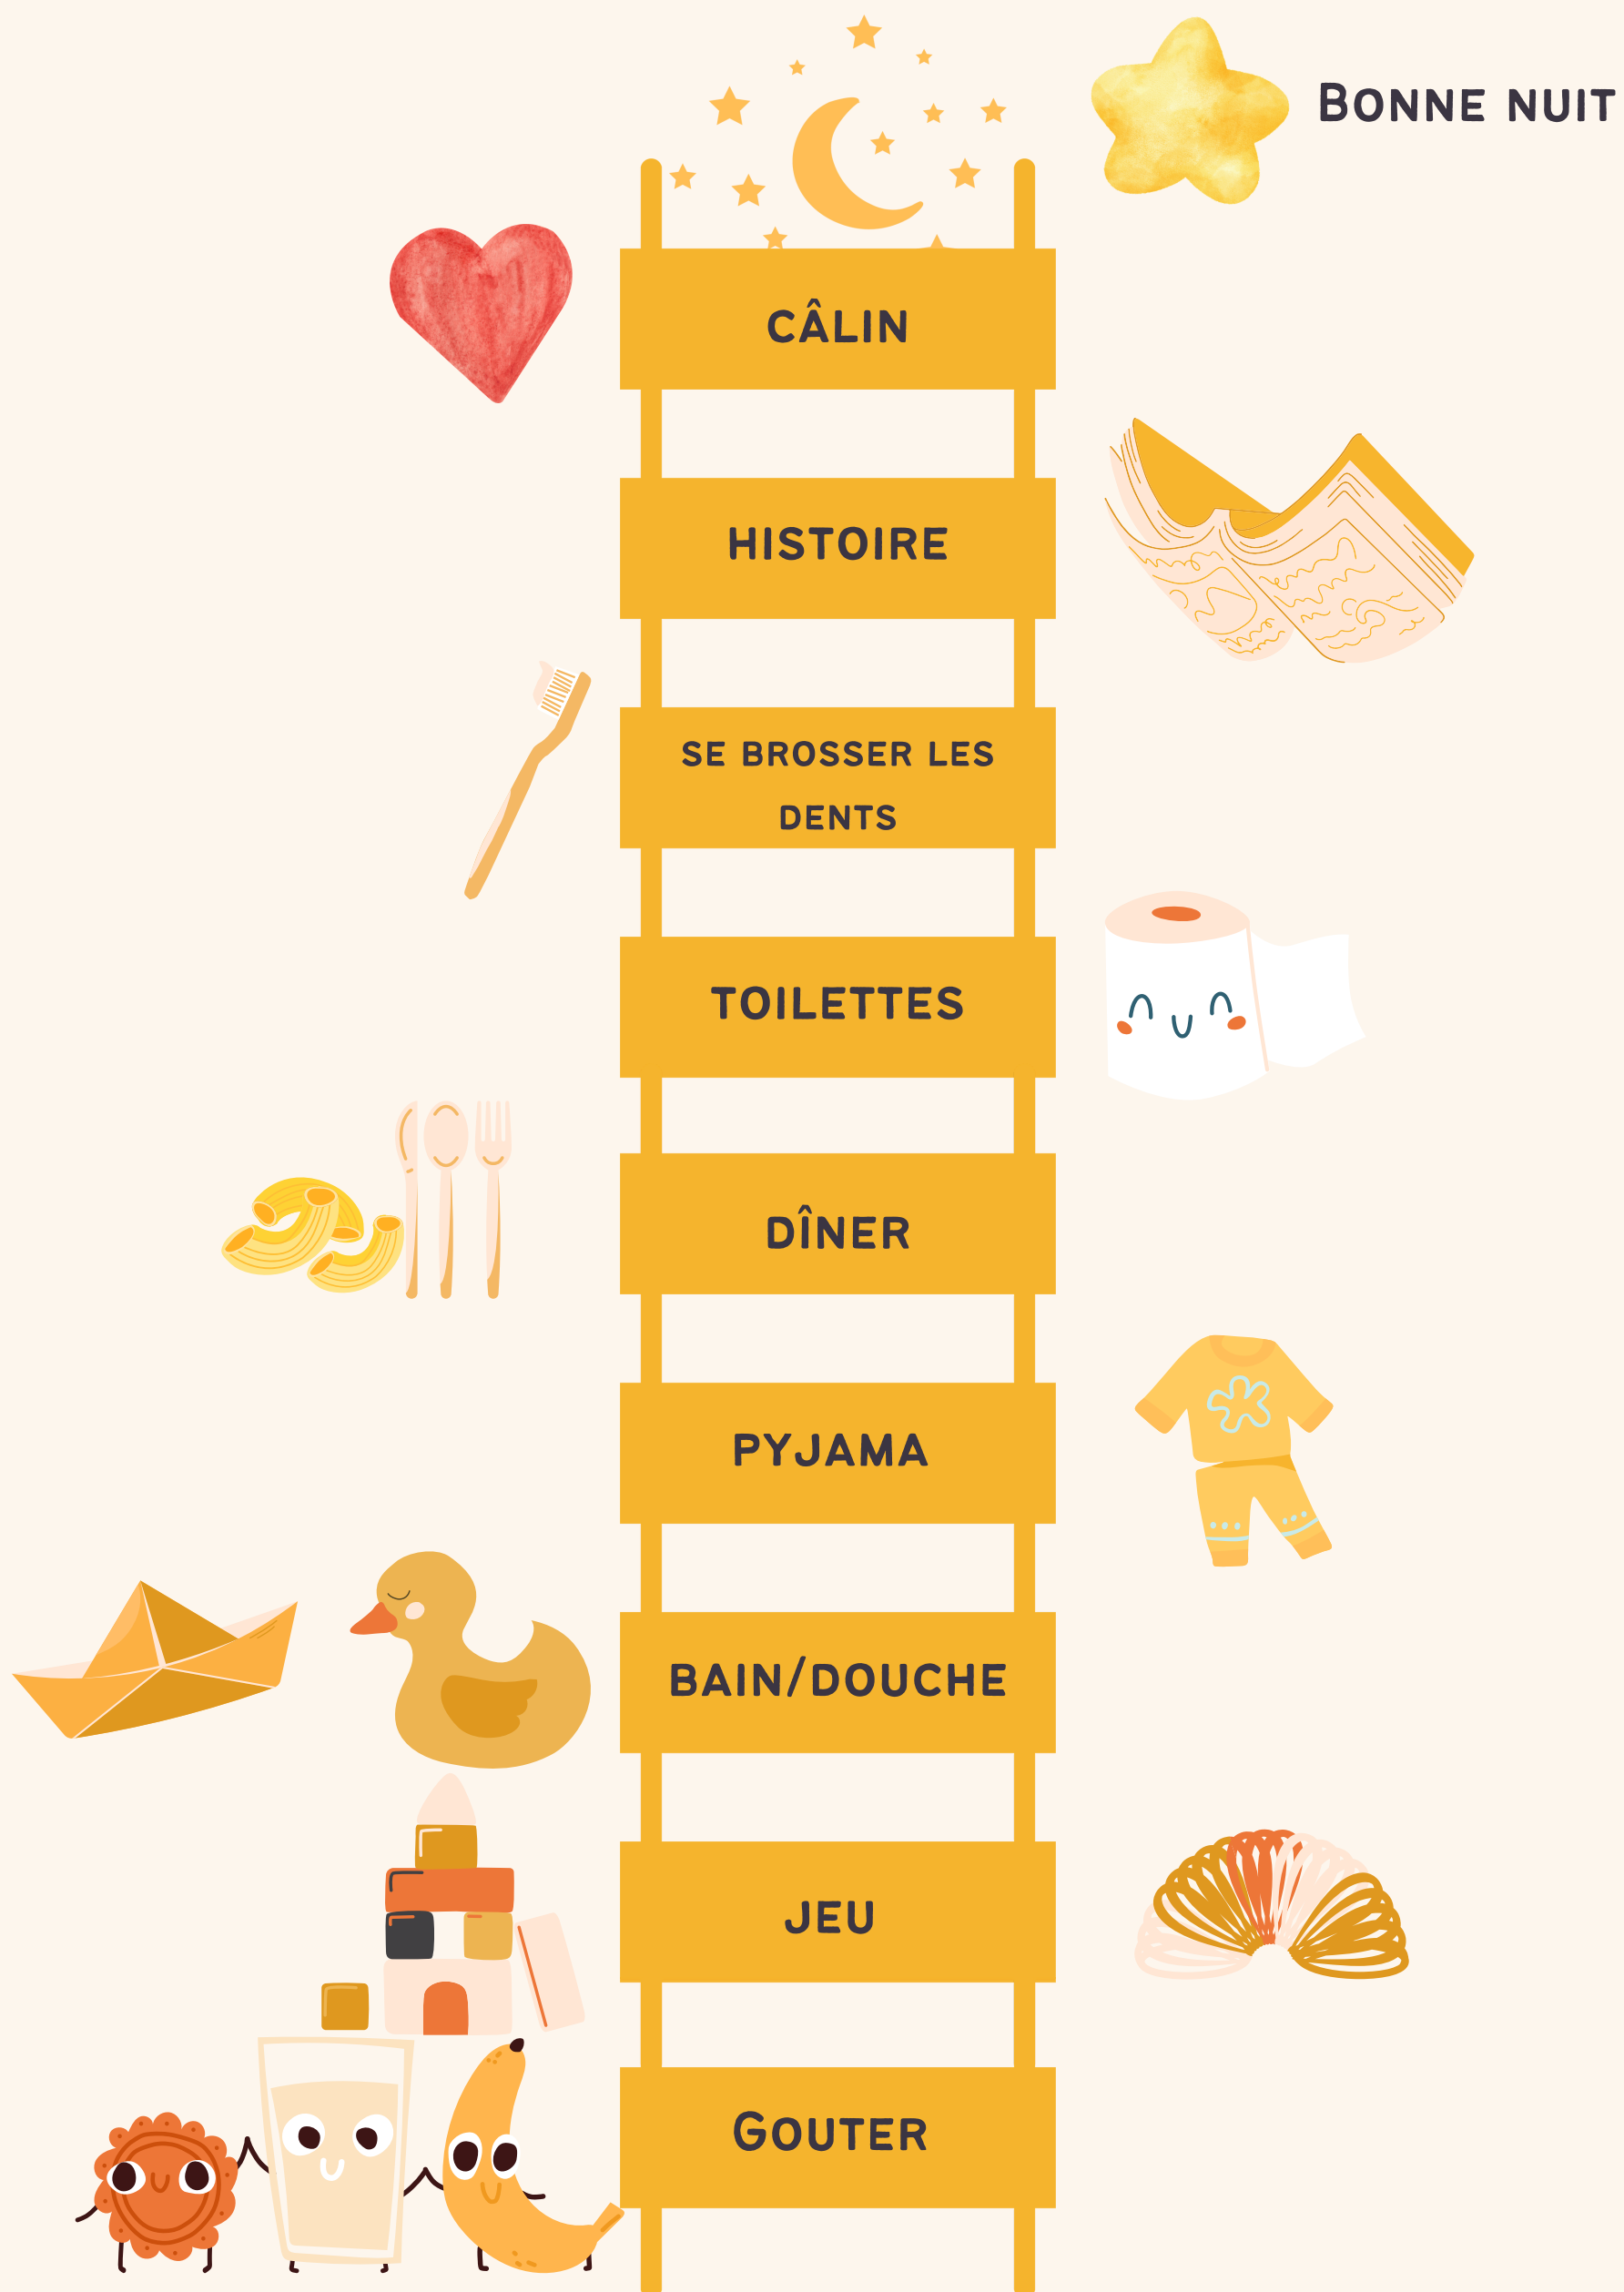 Bonne nuit
CÂLIN
HISTOIRE
SE BROSSER LES
DENTS
TOILETTES
DÎNER
PYJAMA
BAIN/DOUCHE
JEU
Gouter